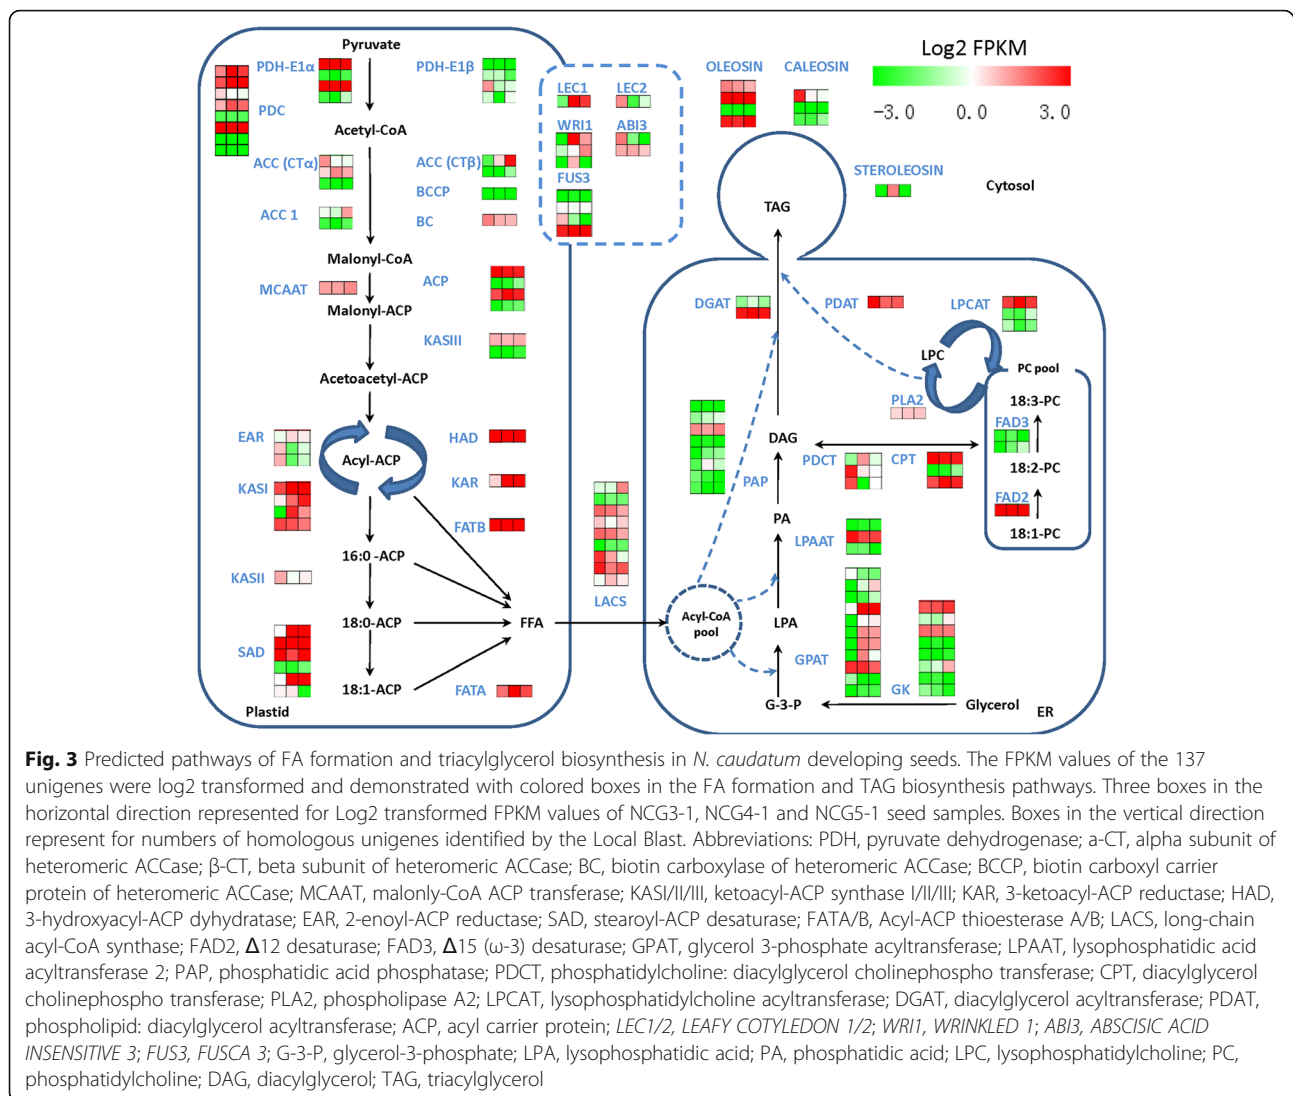 Log2 FPKM
−3.0 0.0 3.0
Pyruvate
PDH-E1α
PDH-E1β
PDC
Acetyl-CoA
ACC (CTα)
ACC (CTβ)
BCCP
ACC 1
BC
Malonyl-CoA
MCAAT
ACP
Malonyl-ACP
KASIII
Acetoacetyl-ACP
EAR
HAD
Acyl-ACP
KASI
KAR
FATB
16:0 -ACP
KASII
18:0-ACP
FFA
SAD
18:1-ACP
FATA
Plastid
LEC1
LEC2
WRI1
ABI3
FUS3
OLEOSIN
CALEOSIN
STEROLEOSIN
Cytosol
TAG
DGAT
PDAT
LPCAT
LPC
PC pool
PLA2
18:3-PC
FAD3
18:2-PC
FAD2
18:1-PC
DAG
PDCT
CPT
PAP
PA
LPAAT
LACS
Acyl-CoA
pool
LPA
GPAT
GK
G-3-P
Glycerol
ER
Fig. 3 Predicted pathways of FA formation and triacylglycerol biosynthesis in N. caudatum developing seeds. The FPKM values of the 137
unigenes were log2 transformed and demonstrated with colored boxes in the FA formation and TAG biosynthesis pathways. Three boxes in the
horizontal direction represented for Log2 transformed FPKM values of NCG3-1, NCG4-1 and NCG5-1 seed samples. Boxes in the vertical direction
represent for numbers of homologous unigenes identified by the Local Blast. Abbreviations: PDH, pyruvate dehydrogenase; a-CT, alpha subunit of
heteromeric ACCase; β-CT, beta subunit of heteromeric ACCase; BC, biotin carboxylase of heteromeric ACCase; BCCP, biotin carboxyl carrier
protein of heteromeric ACCase; MCAAT, malonly-CoA ACP transferase; KASI/II/III, ketoacyl-ACP synthase I/II/III; KAR, 3-ketoacyl-ACP reductase; HAD,
3-hydroxyacyl-ACP dyhydratase; EAR, 2-enoyl-ACP reductase; SAD, stearoyl-ACP desaturase; FATA/B, Acyl-ACP thioesterase A/B; LACS, long-chain
acyl-CoA synthase; FAD2, Δ12 desaturase; FAD3, Δ15 (ω-3) desaturase; GPAT, glycerol 3-phosphate acyltransferase; LPAAT, lysophosphatidic acid
acyltransferase 2; PAP, phosphatidic acid phosphatase; PDCT, phosphatidylcholine: diacylglycerol cholinephospho transferase; CPT, diacylglycerol
cholinephospho transferase; PLA2, phospholipase A2; LPCAT, lysophosphatidylcholine acyltransferase; DGAT, diacylglycerol acyltransferase; PDAT,
phospholipid: diacylglycerol acyltransferase; ACP, acyl carrier protein; LEC1/2, LEAFY COTYLEDON 1/2; WRI1, WRINKLED 1; ABI3, ABSCISIC ACID
INSENSITIVE 3; FUS3, FUSCA 3; G-3-P, glycerol-3-phosphate; LPA, lysophosphatidic acid; PA, phosphatidic acid; LPC, lysophosphatidylcholine; PC,
phosphatidylcholine; DAG, diacylglycerol; TAG, triacylglycerol